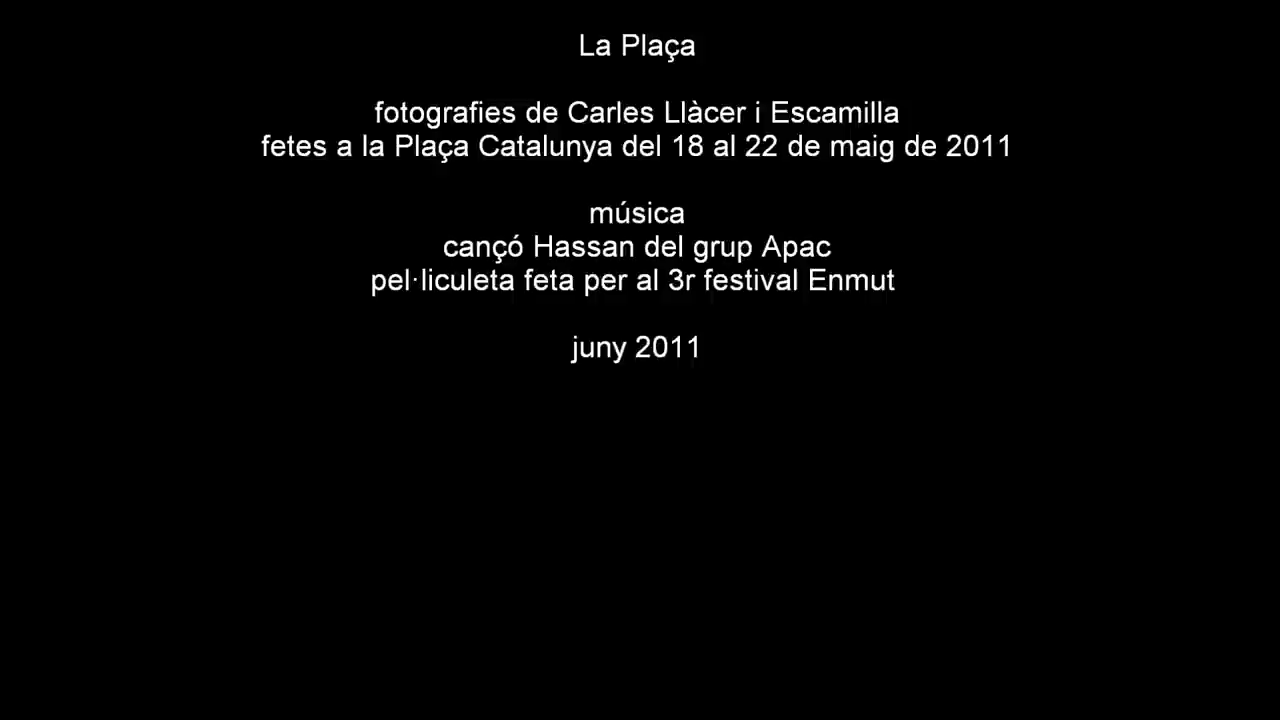 La Plaça
fotografies de Carles Llàcer i Escamilla
fetes a la Plaça Catalunya del 18 al 22 de maig de 2011
música
cançó Hassan del grup Apac
pel·liculeta feta per al 3r festival Enmut
juny 2011